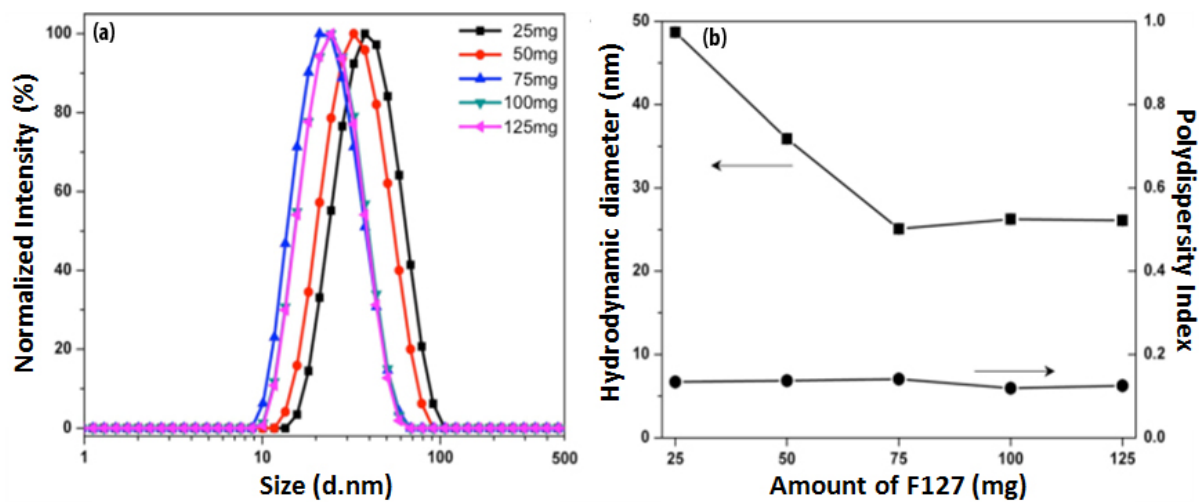 (a)
25mg
50mg
75mg
100mg
125mg
100
80
60
40
20
0
Normalized Intensity (%)
1
10
100
500
Size (d.nm)
(b)
50
40
30
20
10
0
Hydrodynamic diameter (nm)
1.0
0.8
0.6
0.4
0.2
0.0
Polydispersity Index
25
50
75
100
125
Amount of F127 (mg)